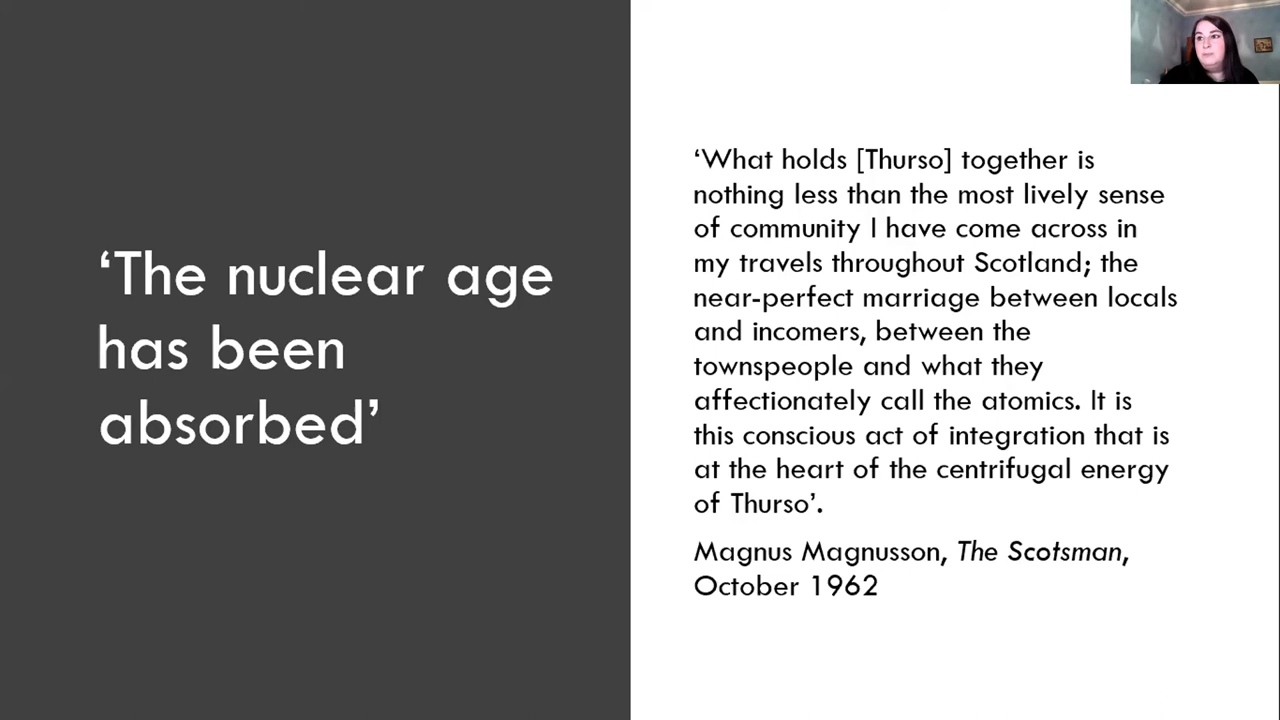 ‘The nuclear age
has been
absorbed’
‘What holds [Thurso] together is
nothing less than the most lively sense
of community I have come across in
my travels throughout Scotland; the
near-perfect marriage between locals
and incomers, between the
townspeople and what they
affectionately call the atomics. It is
this conscious act of integration that is
at the heart of the centrifugal energy
of Thurso’.
Magnus Magnusson, The Scotsman,
October 1962